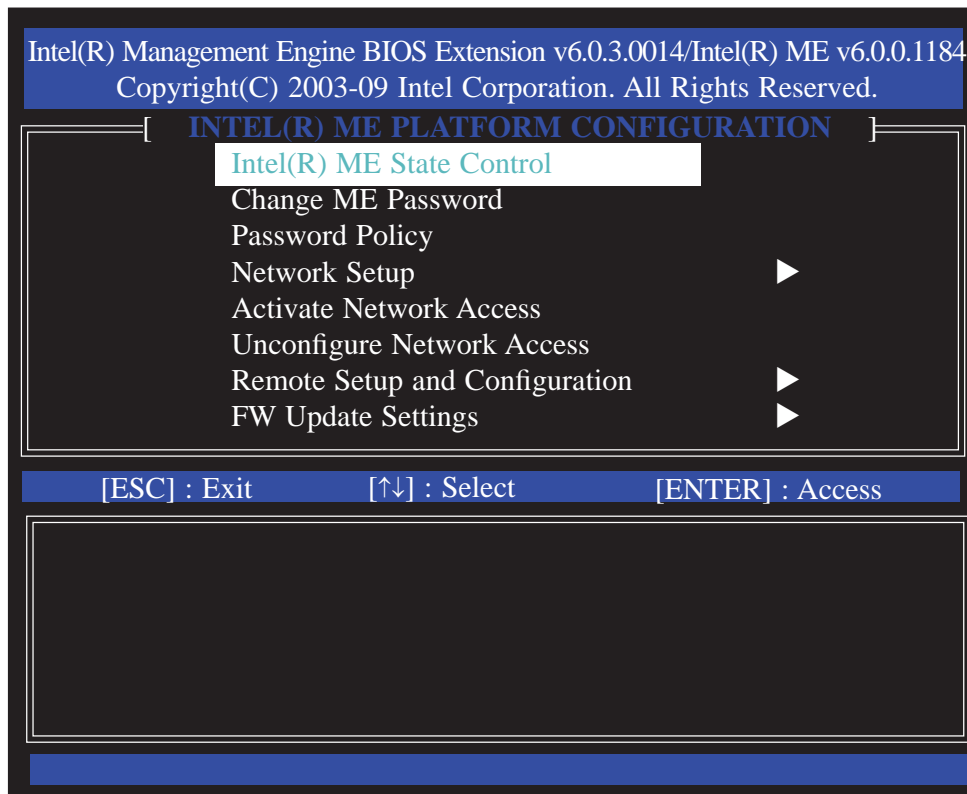 Intel(R) Management Engine BIOS Extension v6.0.3.0014/Intel(R) ME v6.0.0.1184
Copyright(C) 2003-09 Intel Corporation. All Rights Reserved.
[ INTEL(R) ME PLATFORM CONFIGURATION ]
Intel(R) ME State Control
Change ME Password
Password Policy
Network Setup ▶
Activate Network Access
Unconfigure Network Access
Remote Setup and Configuration ▶
FW Update Settings ▶
[ESC] : Exit [↑↓] : Select [ENTER] : Access